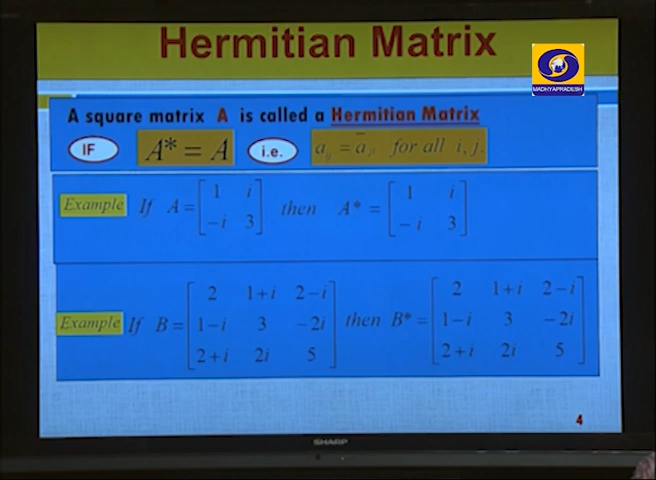 Hermitian Matrix
MADHYAPRADESH
A square matrix A is called a Hermitian Matrix
IF A* = A i.e. a_ij = ā_ji for all i, j.
Example If A = [1 i; −i 3] then A* = [1 i; −i 3]
Example If B = [2 1+i 2−i; 1−i 3 −2i; 2+i 2i 5] then B* = [2 1+i 2−i; 1−i 3 −2i; 2+i 2i 5]
4
SHARP